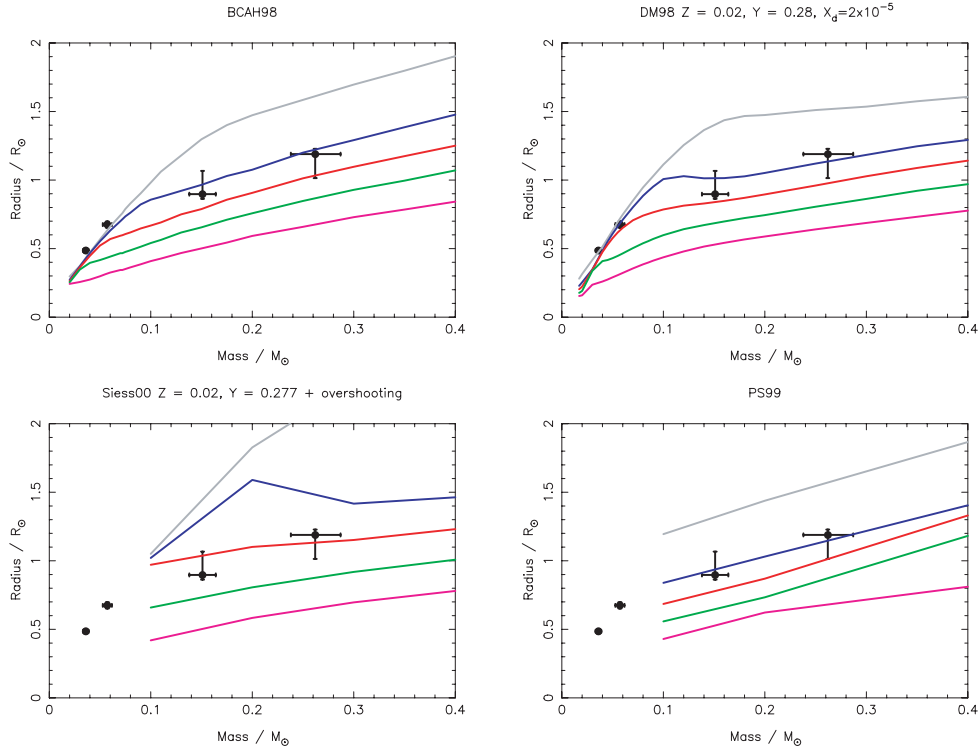 BCAH98
2
1.5
1
0.5
0
Radius / R⊙
0 0.1 0.2 0.3 0.4
Mass / M⊙
DM98 Z = 0.02, Y = 0.28, X_d=2x10^-5
2
1.5
1
0.5
0
Radius / R⊙
0 0.1 0.2 0.3 0.4
Mass / M⊙
Siess00 Z = 0.02, Y = 0.277 + overshooting
2
1.5
1
0.5
0
Radius / R⊙
0 0.1 0.2 0.3 0.4
Mass / M⊙
PS99
2
1.5
1
0.5
0
Radius / R⊙
0 0.1 0.2 0.3 0.4
Mass / M⊙